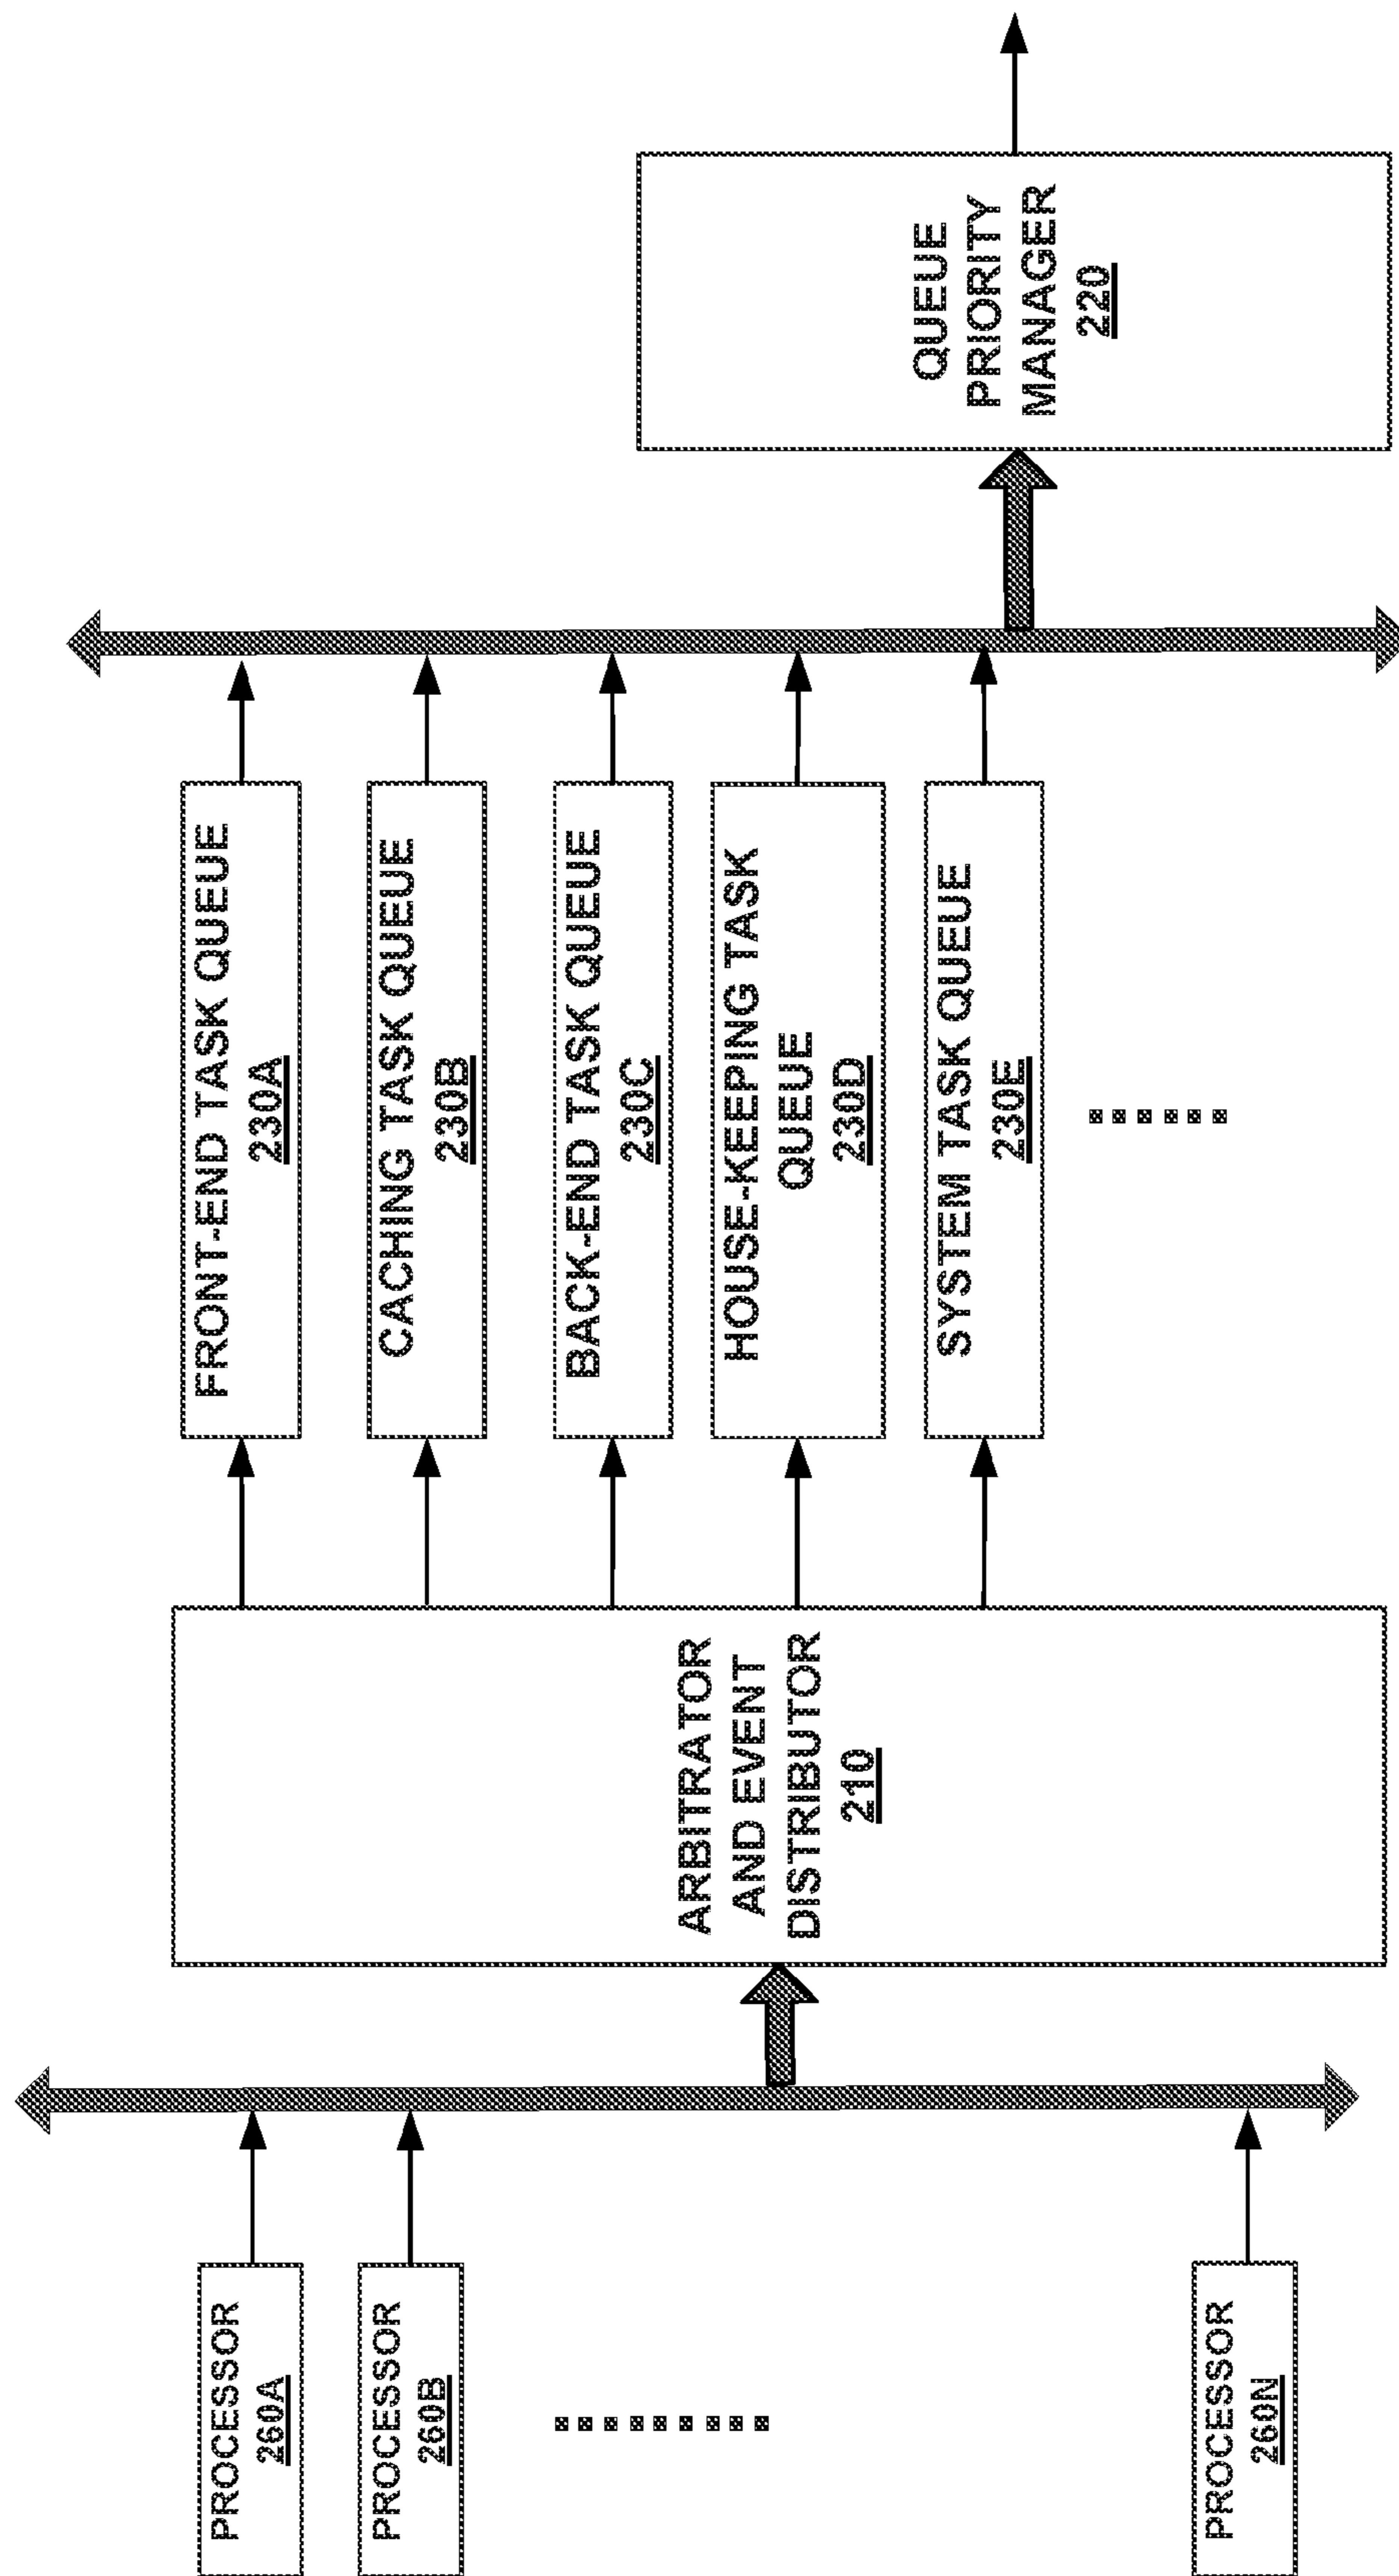 PROCESSOR
260A
PROCESSOR
260B
PROCESSOR
260N
ARBITRATOR
AND EVENT
DISTRIBUTOR
210
FRONT-END TASK QUEUE
230A
CACHING TASK QUEUE
230B
BACK-END TASK QUEUE
230C
HOUSE-KEEPING TASK
QUEUE
230D
SYSTEM TASK QUEUE
230E
QUEUE
PRIORITY
MANAGER
220